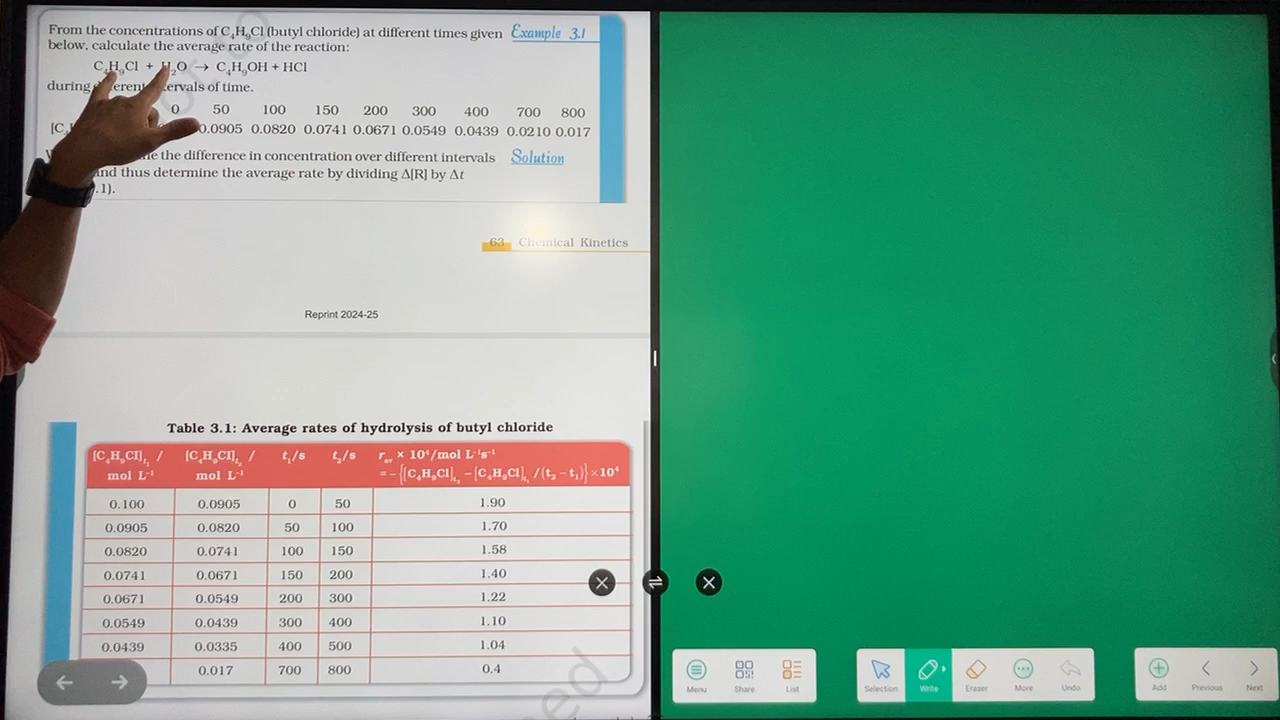 From the concentrations of C₄H₉Cl (butyl chloride) at different times given
Example 3.1
below, calculate the average rate of the reaction:
C₄H₉Cl + H₂O → C₄H₉OH + HCl
during intervals of time.
0 50 100 150 200 300 400 700 800
0.0905 0.0820 0.0741 0.0671 0.0549 0.0439 0.0210 0.017
the difference in concentration over different intervals
Solution
and thus determine the average rate by dividing Δ[R] by Δt
.1).
63 Chemical Kinetics
Reprint 2024-25
Table 3.1: Average rates of hydrolysis of butyl chloride
[C₄H₉Cl]t₁ / [C₄H₉Cl]t₂ / t₁/s t₂/s rav × 10⁴/mol L⁻¹s⁻¹
mol L⁻¹ mol L⁻¹ = – {[C₄H₉Cl]t₂ – [C₄H₉Cl]t₁ / (t₂ – t₁)} × 10⁴
0.100 0.0905 0 50 1.90
0.0905 0.0820 50 100 1.70
0.0820 0.0741 100 150 1.58
0.0741 0.0671 150 200 1.40
0.0671 0.0549 200 300 1.22
0.0549 0.0439 300 400 1.10
0.0439 0.0335 400 500 1.04
0.017 700 800 0.4
Menu Share List Selection Write Eraser More Undo Add Previous Next